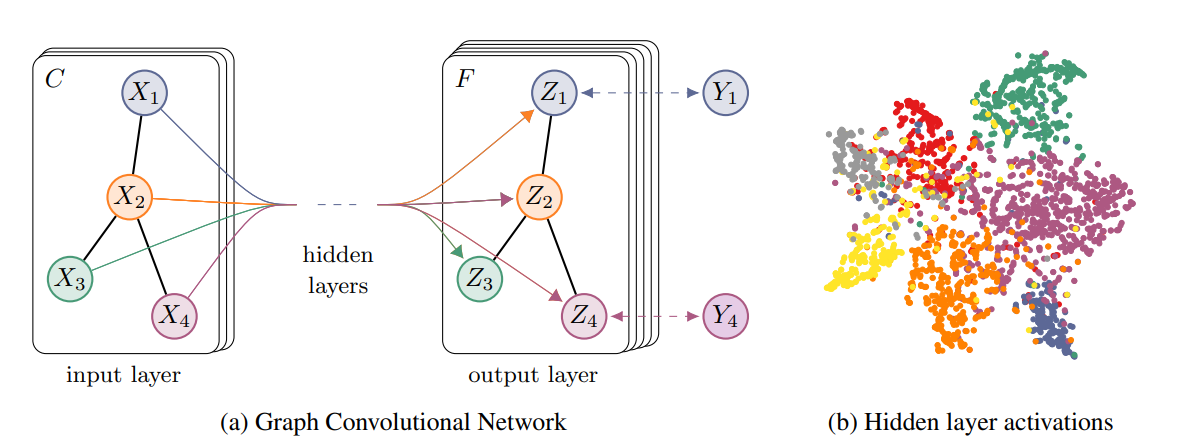 C
X1
X2
X3
X4
input layer
hidden
layers
F
Z1
Z2
Z3
Z4
output layer
Y1
Y4
(a) Graph Convolutional Network
(b) Hidden layer activations